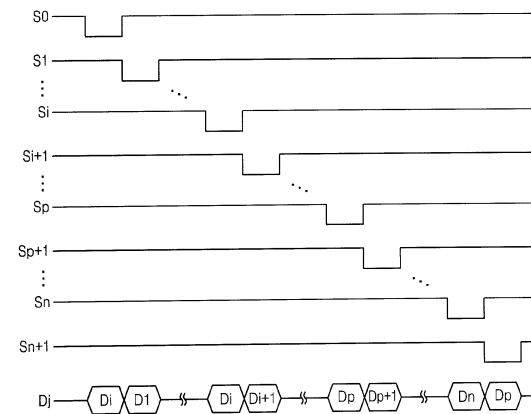 S0
S1
Si
Si+1
Sp
Sp+1
Sn
Sn+1
Dj Di D1 Di Di+1 Dp Dp+1 Dn Dp